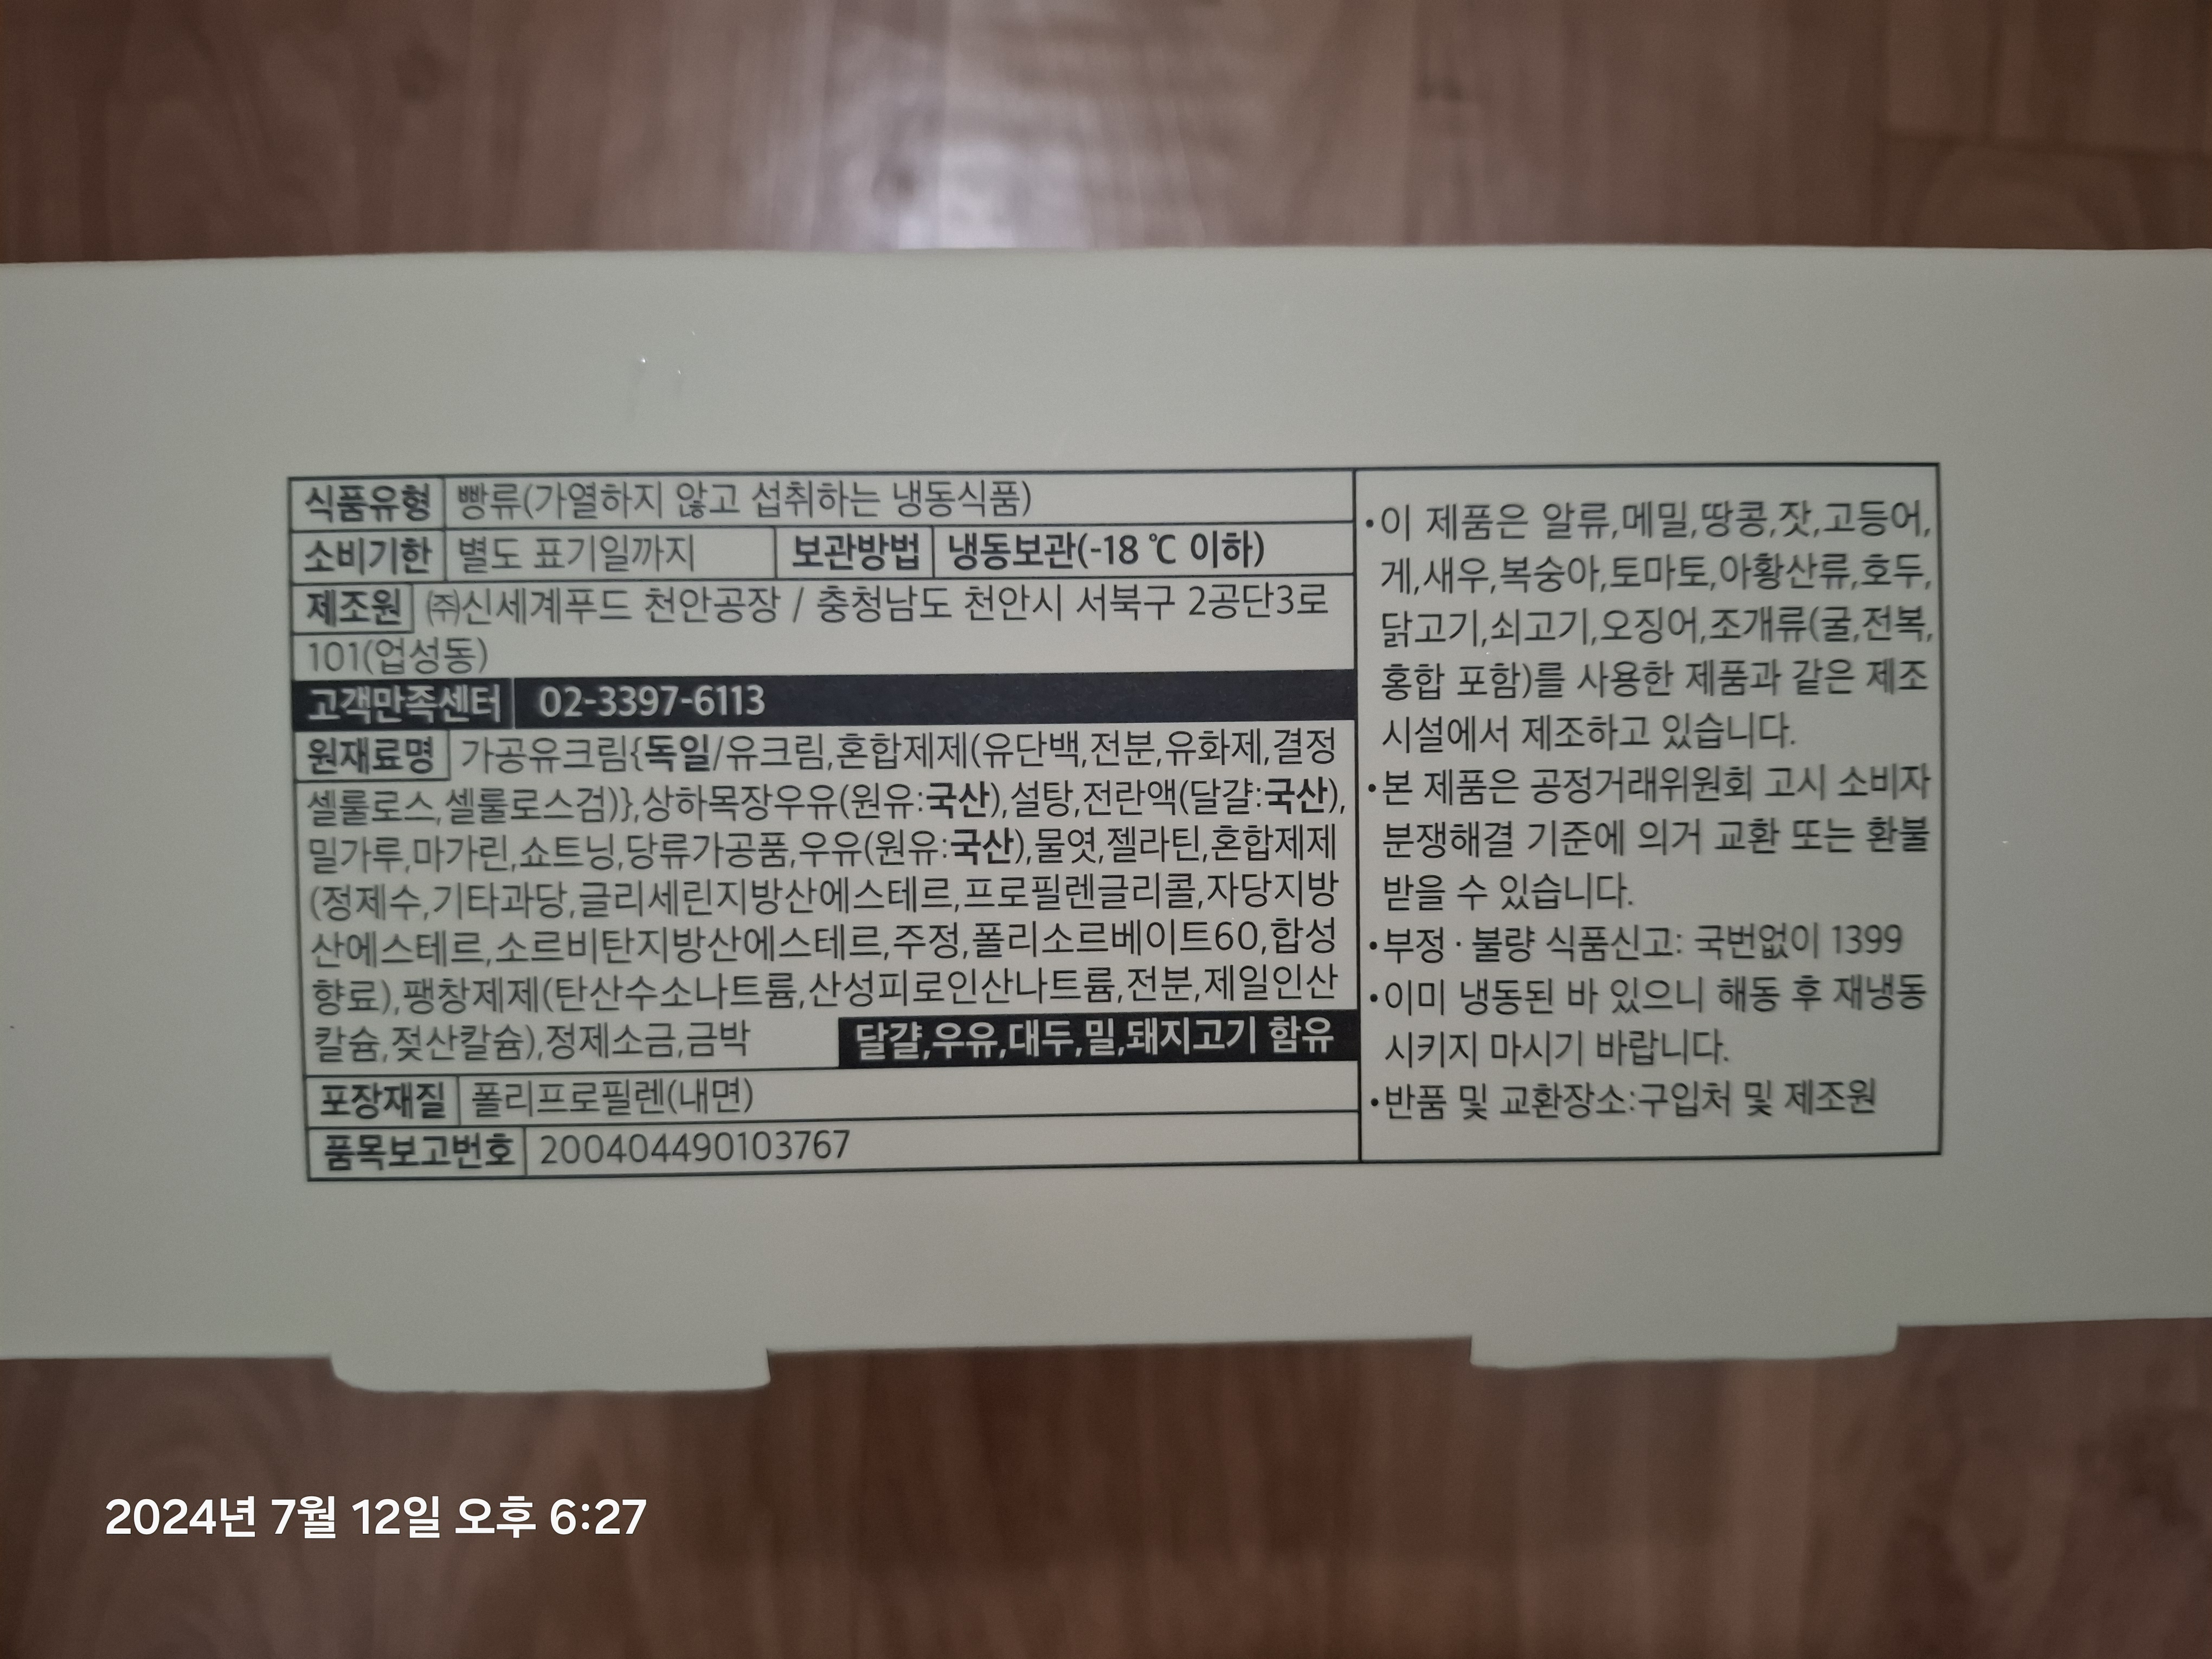 식품유형 빵류(가열하지 않고 섭취하는 냉동식품)
소비기한 별도 표기일까지 보관방법 냉동보관(-18 ℃ 이하)
제조원 ㈜신세계푸드 천안공장 / 충청남도 천안시 서북구 2공단3로
101(업성동)
고객만족센터 02-3397-6113
원재료명 가공유크림{독일/유크림,혼합제제(유단백,전분,유화제,결정
셀룰로스,셀룰로스검)},상하목장우유(원유:국산),설탕,전란액(달걀:국산),
밀가루,마가린,쇼트닝,당류가공품,우유(원유:국산),물엿,젤라틴,혼합제제
(정제수,기타과당,글리세린지방산에스테르,프로필렌글리콜,자당지방
산에스테르,소르비탄지방산에스테르,주정,폴리소르베이트60,합성
향료),팽창제제(탄산수소나트륨,산성피로인산나트륨,전분,제일인산
칼슘,젖산칼슘),정제소금,금박 달걀,우유,대두,밀,돼지고기 함유
포장재질 폴리프로필렌(내면)
품목보고번호 200404490103767
•이 제품은 알류,메밀,땅콩,잣,고등어,
게,새우,복숭아,토마토,아황산류,호두,
닭고기,쇠고기,오징어,조개류(굴,전복,
홍합 포함)를 사용한 제품과 같은 제조
시설에서 제조하고 있습니다.
•본 제품은 공정거래위원회 고시 소비자
분쟁해결 기준에 의거 교환 또는 환불
받을 수 있습니다.
•부정·불량 식품신고: 국번없이 1399
•이미 냉동된 바 있으니 해동 후 재냉동
시키지 마시기 바랍니다.
•반품 및 교환장소:구입처 및 제조원
2024년 7월 12일 오후 6:27